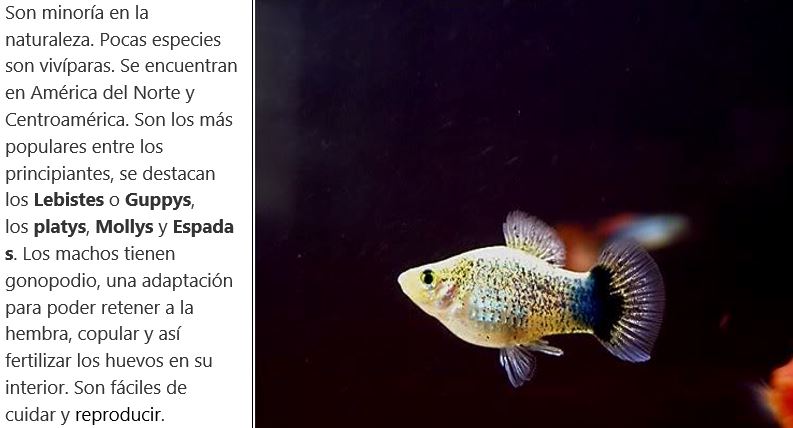 Son minoría en la
naturaleza. Pocas especies
son vivíparas. Se encuentran
en América del Norte y
Centroamérica. Son los más
populares entre los
principiantes, se destacan
los Lebistes o Guppys,
los platys, Mollys y Espada
s. Los machos tienen
gonopodio, una adaptación
para poder retener a la
hembra, copular y así
fertilizar los huevos en su
interior. Son fáciles de
cuidar y reproducir.